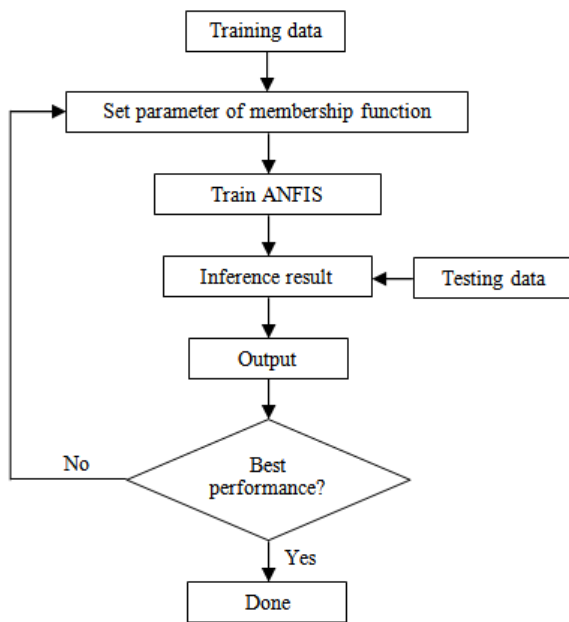 Training data
Set parameter of membership function
Train ANFIS
Inference result
Testing data
Output
No
Best
performance?
Yes
Done